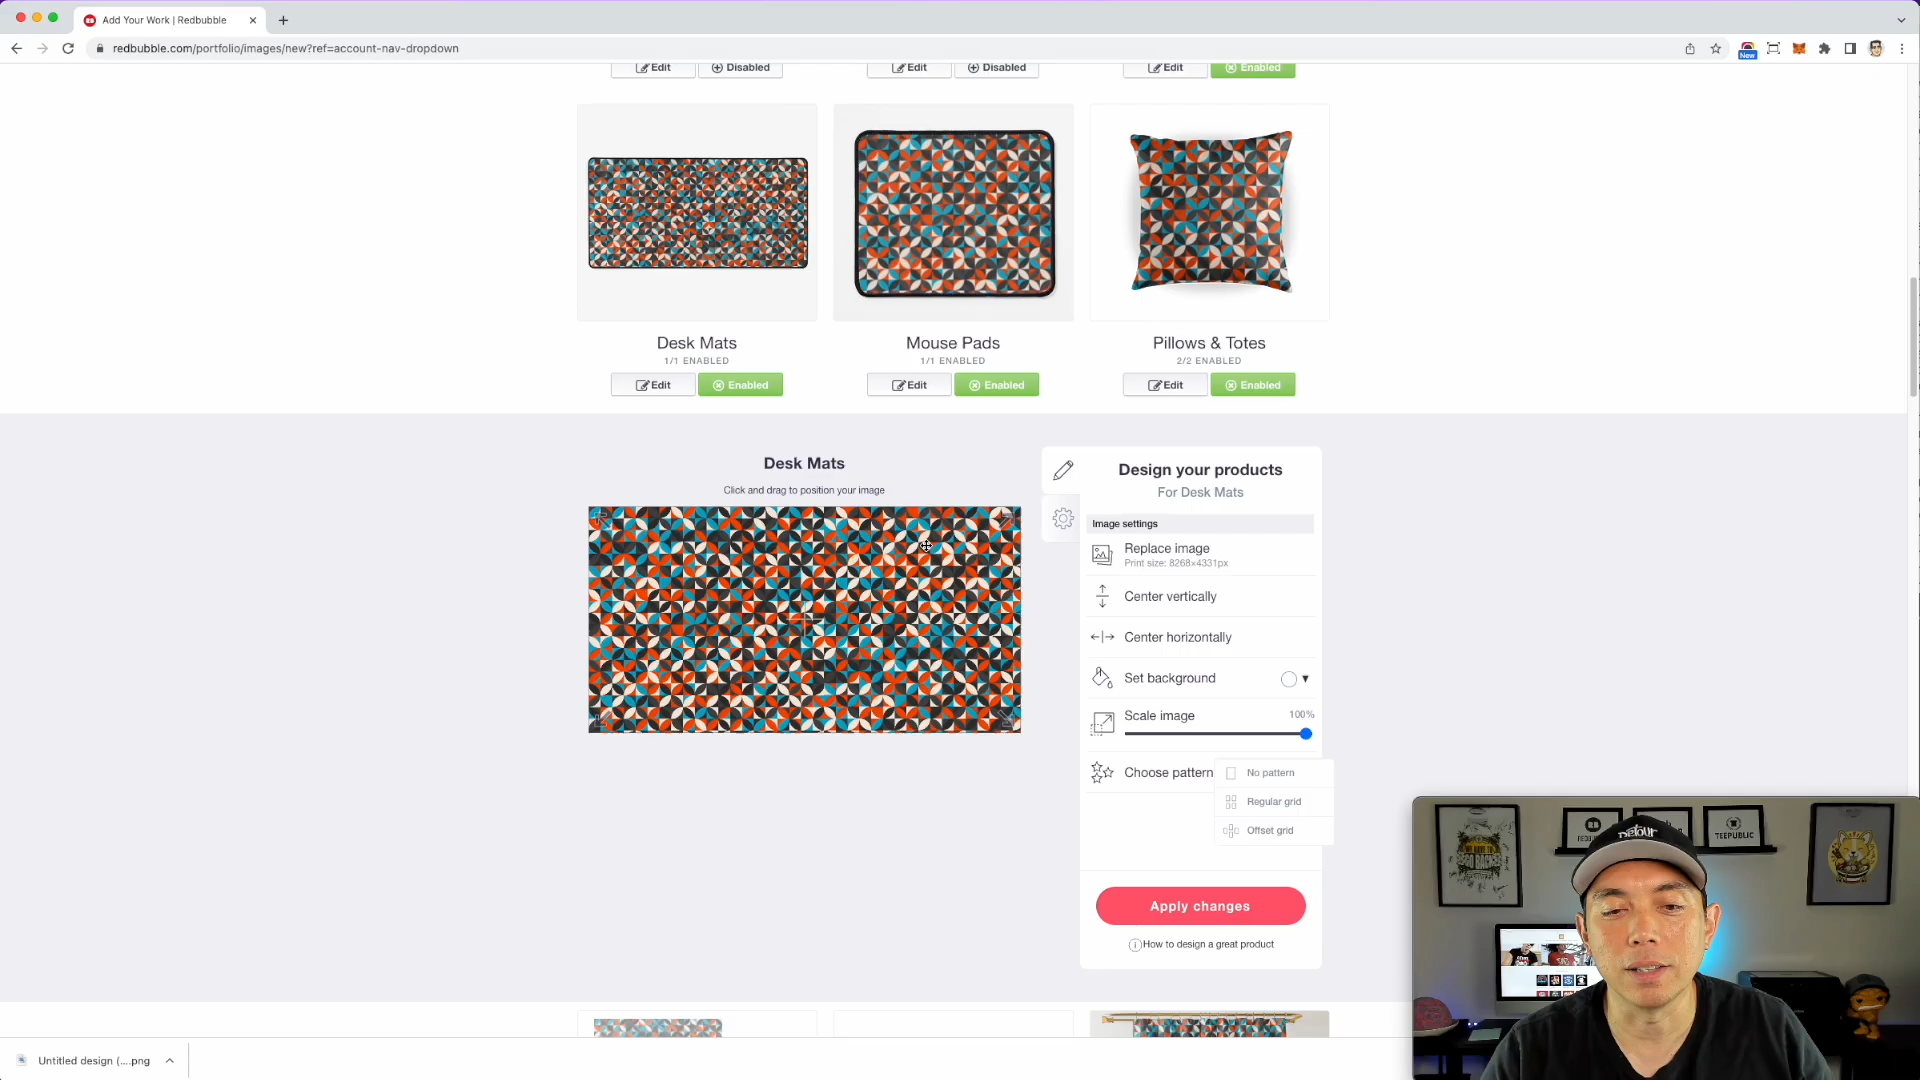 Add Your Work | Redbubble
redbubble.com/portfolio/images/new?ref=account-nav-dropdown
New
Edit Disabled Edit Disabled Edit Enabled
Desk Mats Mouse Pads Pillows & Totes
1/1 ENABLED 1/1 ENABLED 2/2 ENABLED
Edit Enabled Edit Enabled Edit Enabled
Desk Mats
Click and drag to position your image
Design your products
For Desk Mats
Image settings
Replace image
Print size: 8268×4331px
Center vertically
Center horizontally
Set background
Scale image 100%
Choose pattern
No pattern
Regular grid
Offset grid
Apply changes
How to design a great product
Untitled design (....png
TEEPUBLIC
DETOUR